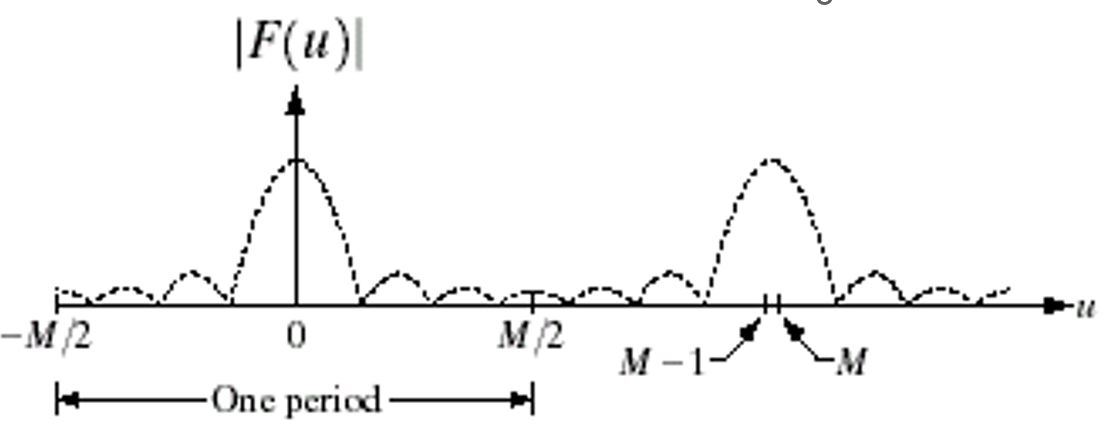 |F(u)|
u
−M/2 0 M/2
M − 1 M
One period